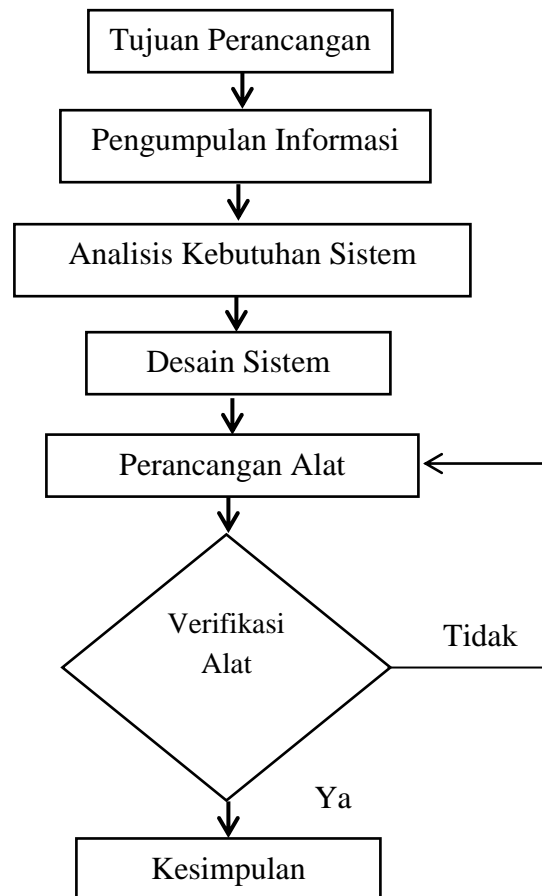 Tujuan Perancangan
Pengumpulan Informasi
Analisis Kebutuhan Sistem
Desain Sistem
Perancangan Alat
Verifikasi
Alat
Tidak
Ya
Kesimpulan